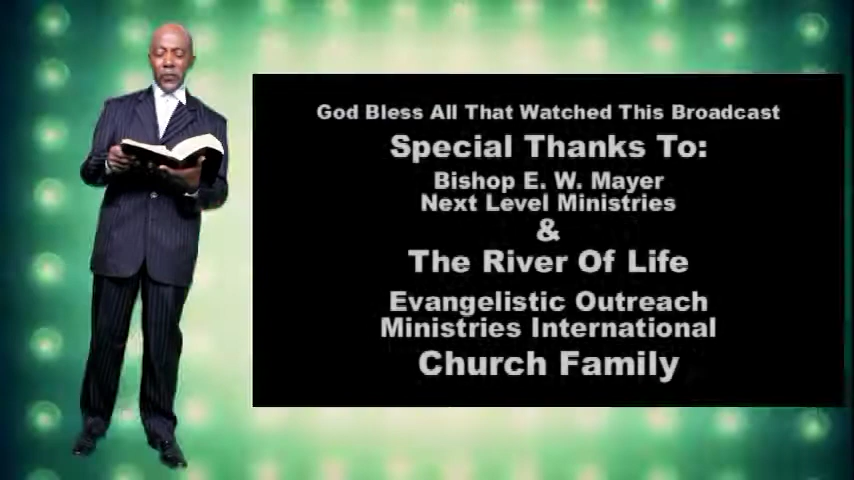 God Bless All That Watched This Broadcast
Special Thanks To:
Bishop E. W. Mayer
Next Level Ministries
&
The River Of Life
Evangelistic Outreach
Ministries International
Church Family